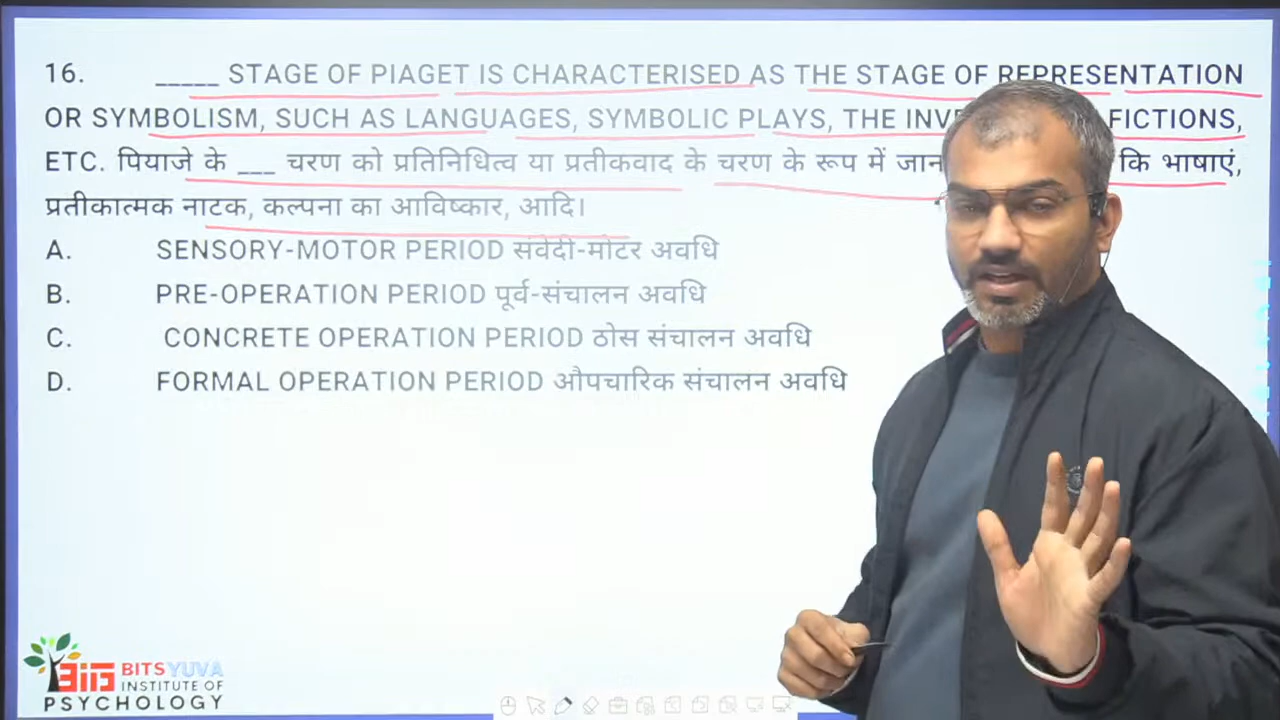 16. _____ STAGE OF PIAGET IS CHARACTERISED AS THE STAGE OF REPRESENTATION
OR SYMBOLISM, SUCH AS LANGUAGES, SYMBOLIC PLAYS, THE FICTIONS,
ETC. पियाजे के ___ चरण को प्रतिनिधित्व या प्रतीकवाद के चरण के रूप में कि भाषाएं,
प्रतीकात्मक नाटक, कल्पना का आविष्कार, आदि।
A. SENSORY-MOTOR PERIOD संवेदी-मोटर अवधि
B. PRE-OPERATION PERIOD पूर्व-संचालन अवधि
C. CONCRETE OPERATION PERIOD ठोस संचालन अवधि
D. FORMAL OPERATION PERIOD औपचारिक संचालन अवधि
BITS YUVA
INSTITUTE OF
PSYCHOLOGY